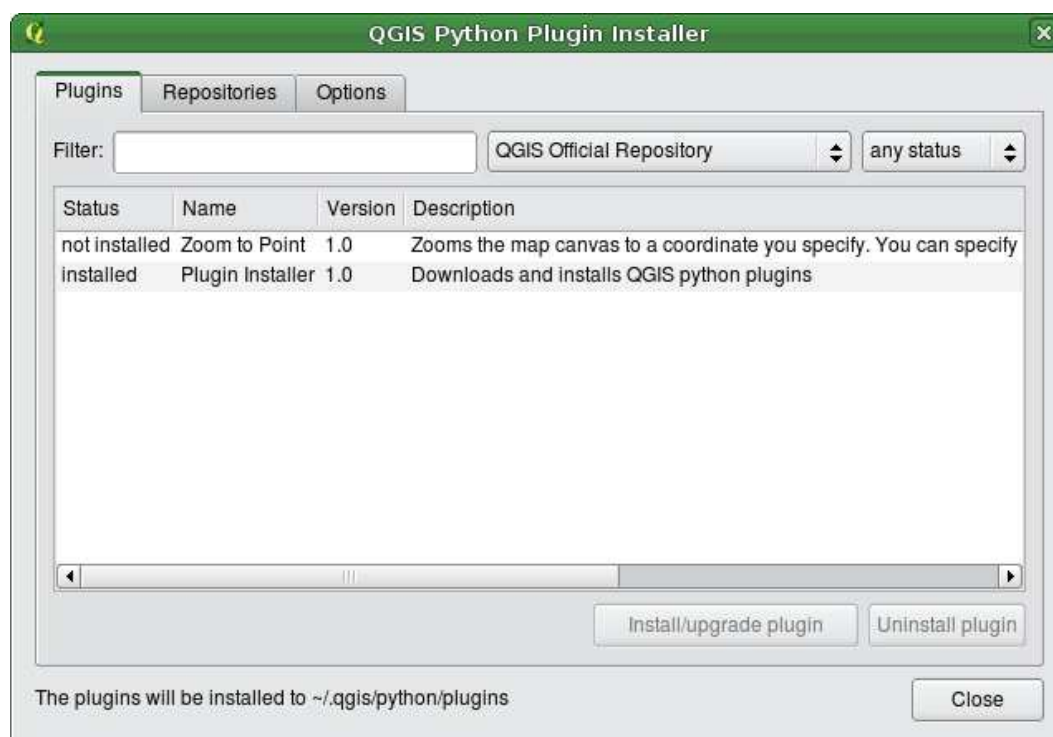 QGIS Python Plugin Installer
Plugins Repositories Options
Filter: QGIS Official Repository any status
Status Name Version Description
not installed Zoom to Point 1.0 Zooms the map canvas to a coordinate you specify. You can specify
installed Plugin Installer 1.0 Downloads and installs QGIS python plugins
Install/upgrade plugin Uninstall plugin
The plugins will be installed to ~/.qgis/python/plugins Close